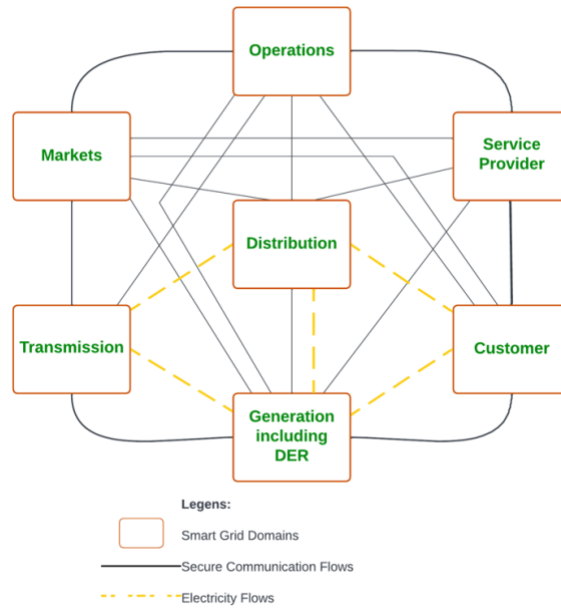 Operations
Markets
Service
Provider
Distribution
Transmission
Customer
Generation
including
DER
Legens:
Smart Grid Domains
Secure Communication Flows
Electricity Flows